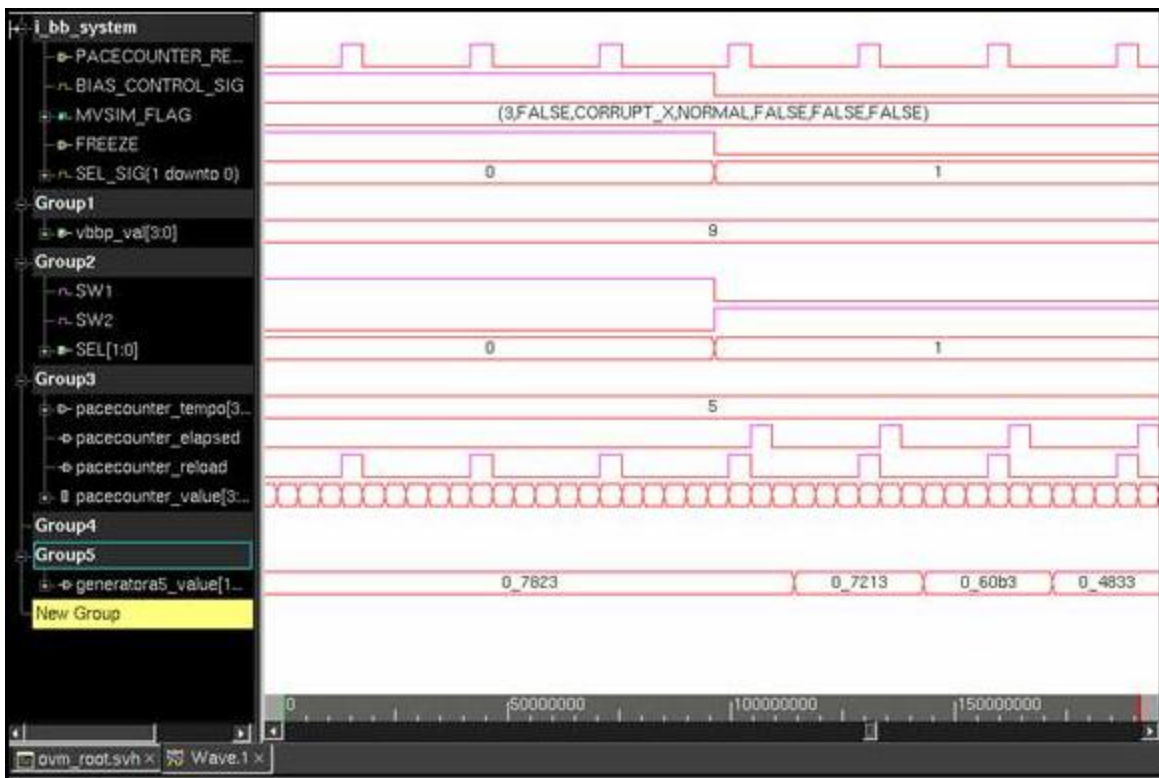 i_bb_system
PACECOUNTER_RE...
BIAS_CONTROL_SIG
MVSIM_FLAG (3,FALSE,CORRUPT_X,NORMAL,FALSE,FALSE,FALSE)
FREEZE
SEL_SIG(1 downto 0) 0 1
Group1
vbbp_val[3:0] 9
Group2
SW1
SW2
SEL[1:0] 0 1
Group3
pacecounter_tempo[3... 5
pacecounter_elapsed
pacecounter_reload
pacecounter_value[3:...
Group4
Group5
generatora5_value[1... 0_7823 0_7213 0_60b3 0_4833
New Group
0 50000000 100000000 150000000
ovm_root.svh × Wave.1 ×